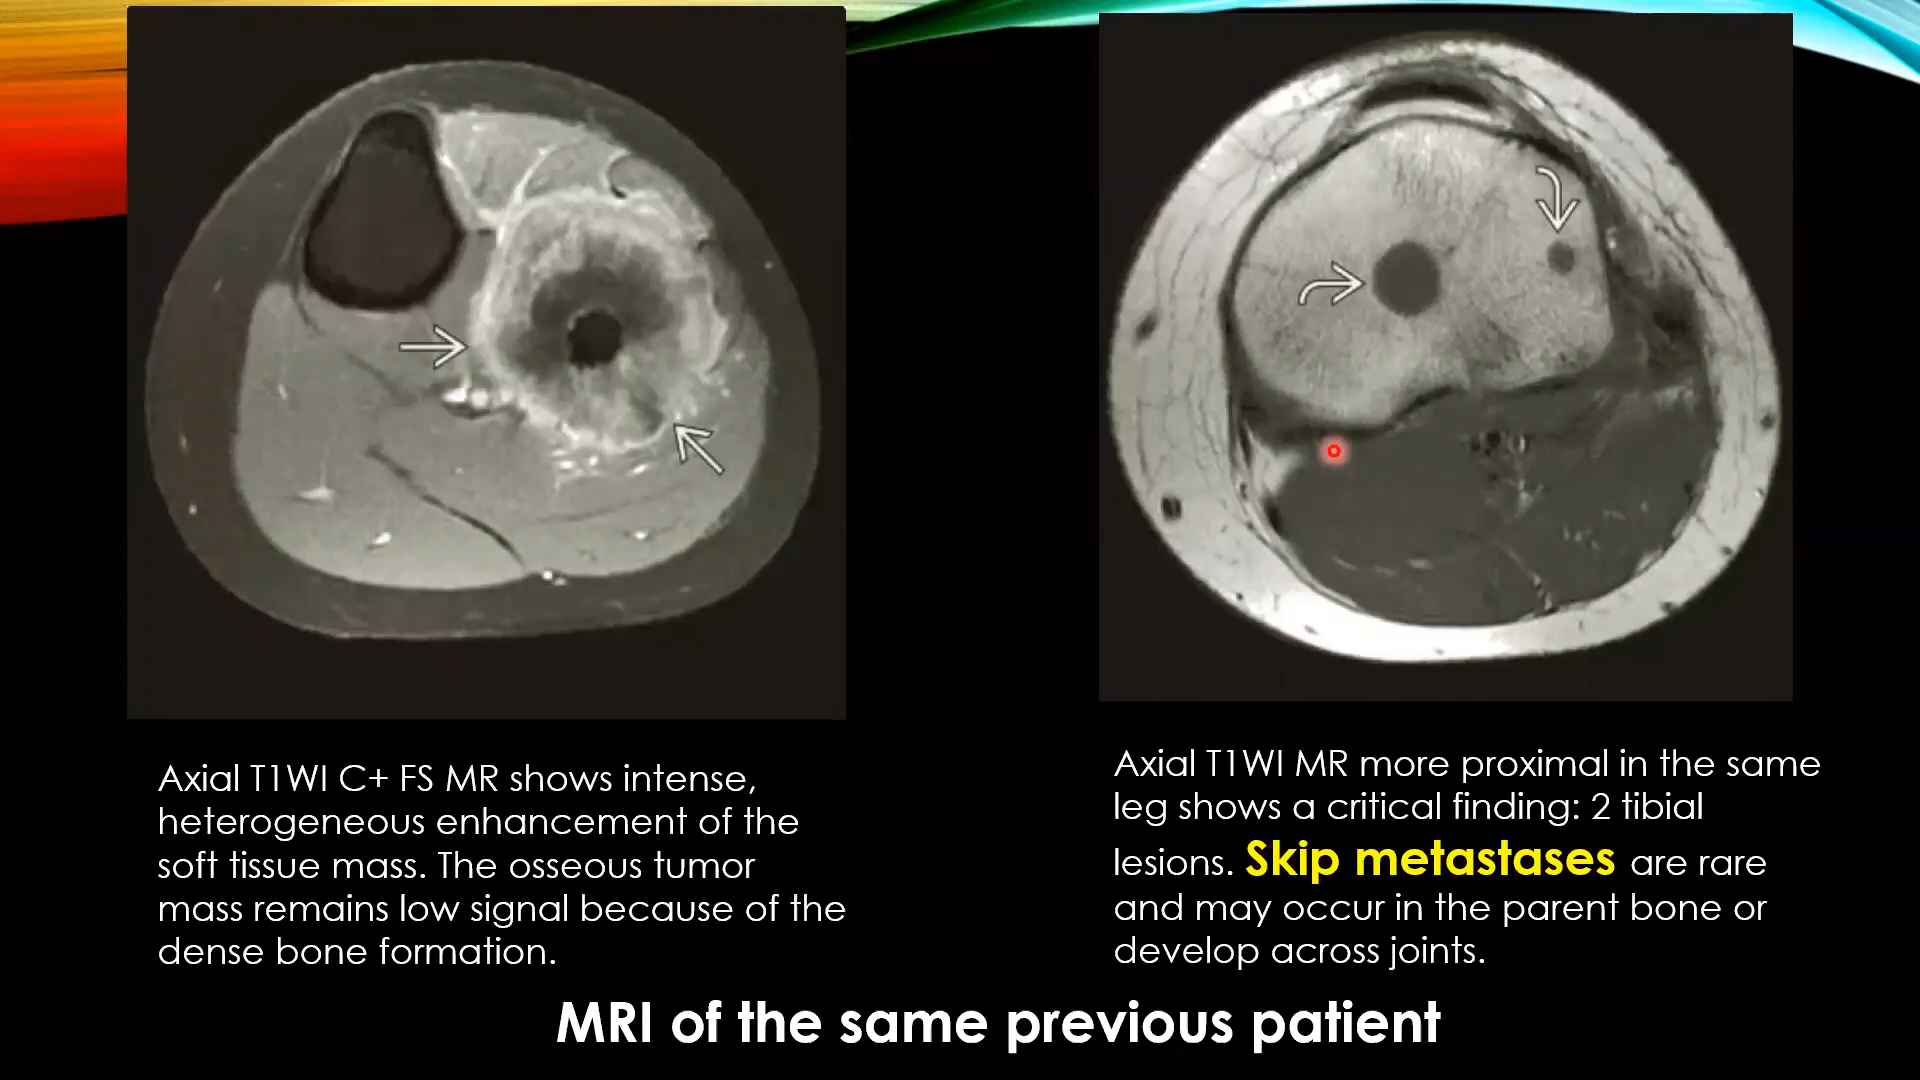 Axial T1WI C+ FS MR shows intense,
heterogeneous enhancement of the
soft tissue mass. The osseous tumor
mass remains low signal because of the
dense bone formation.
Axial T1WI MR more proximal in the same
leg shows a critical finding: 2 tibial
lesions. Skip metastases are rare
and may occur in the parent bone or
develop across joints.
MRI of the same previous patient